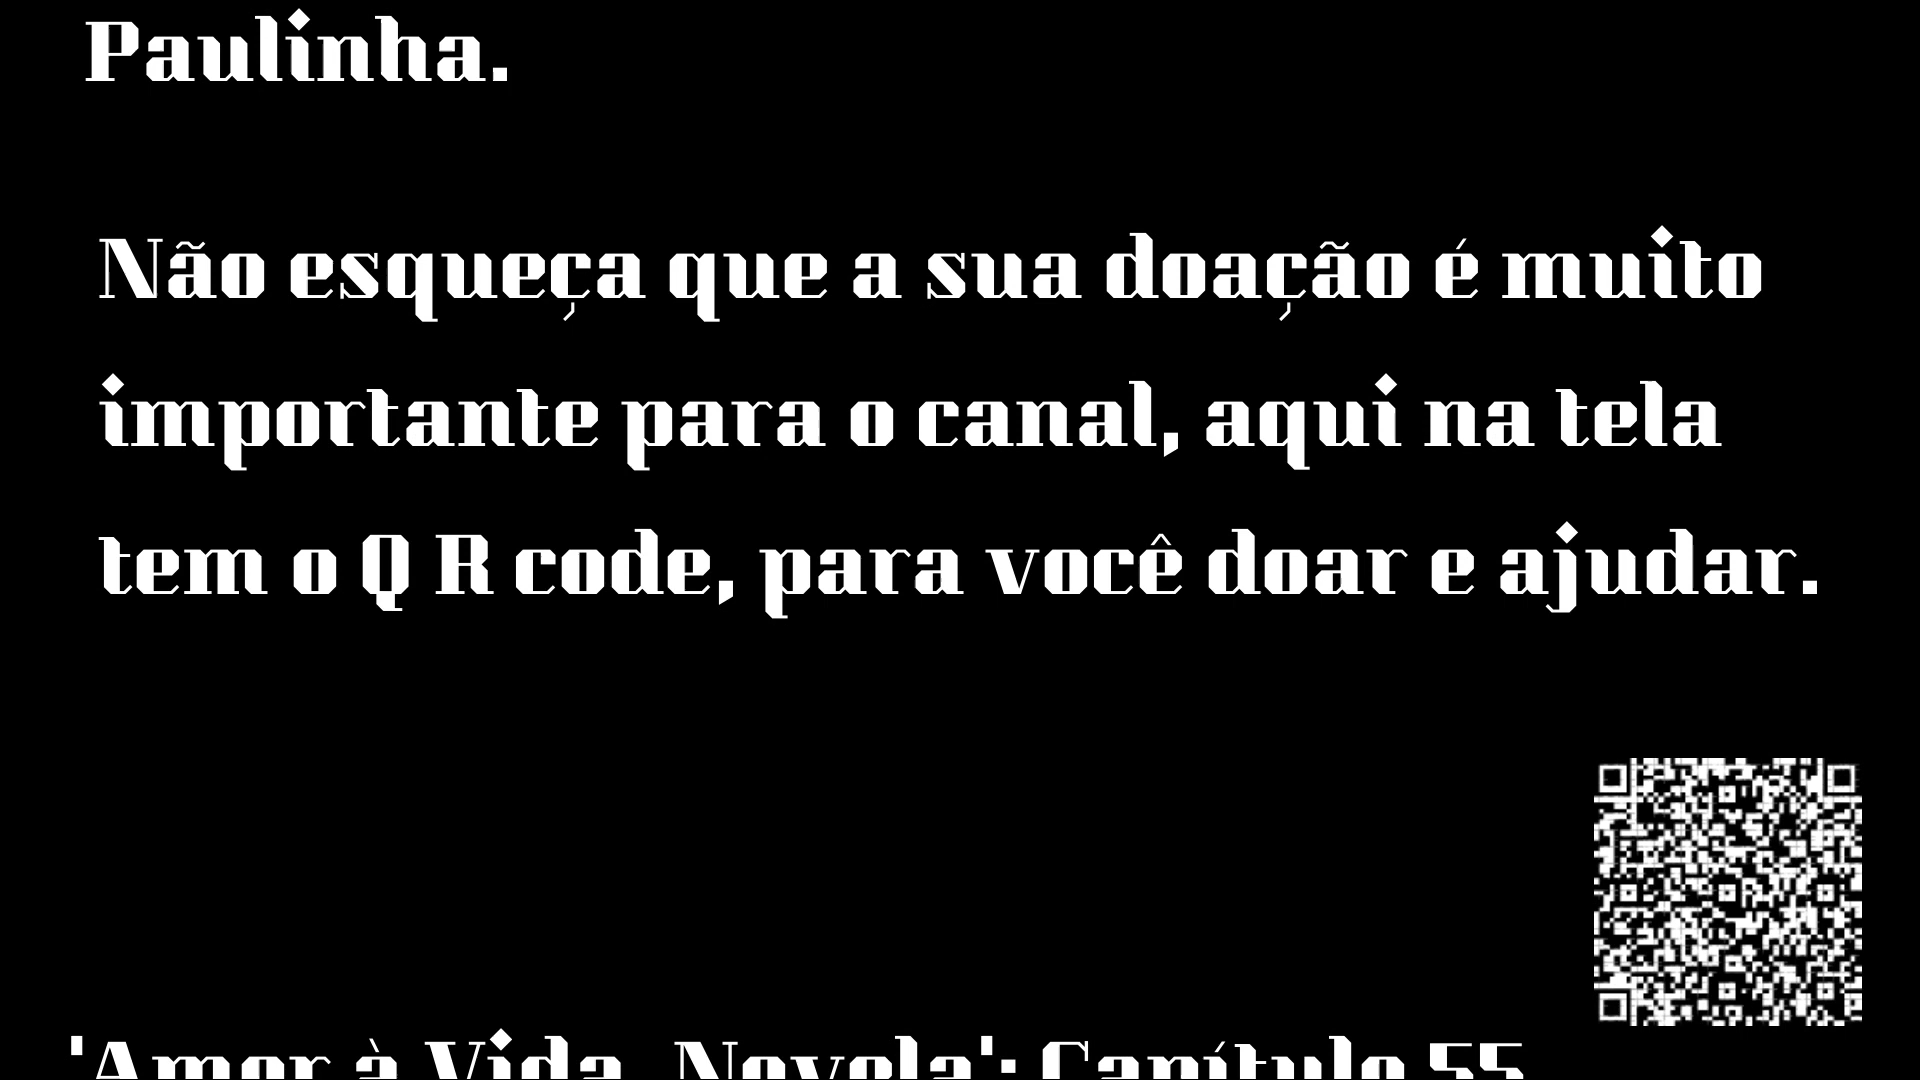 Paulinha.
Não esqueça que a sua doação é muito
importante para o canal, aqui na tela
tem o Q R code, para você doar e ajudar.
'Amor à Vida, Novela': Capítulo 55